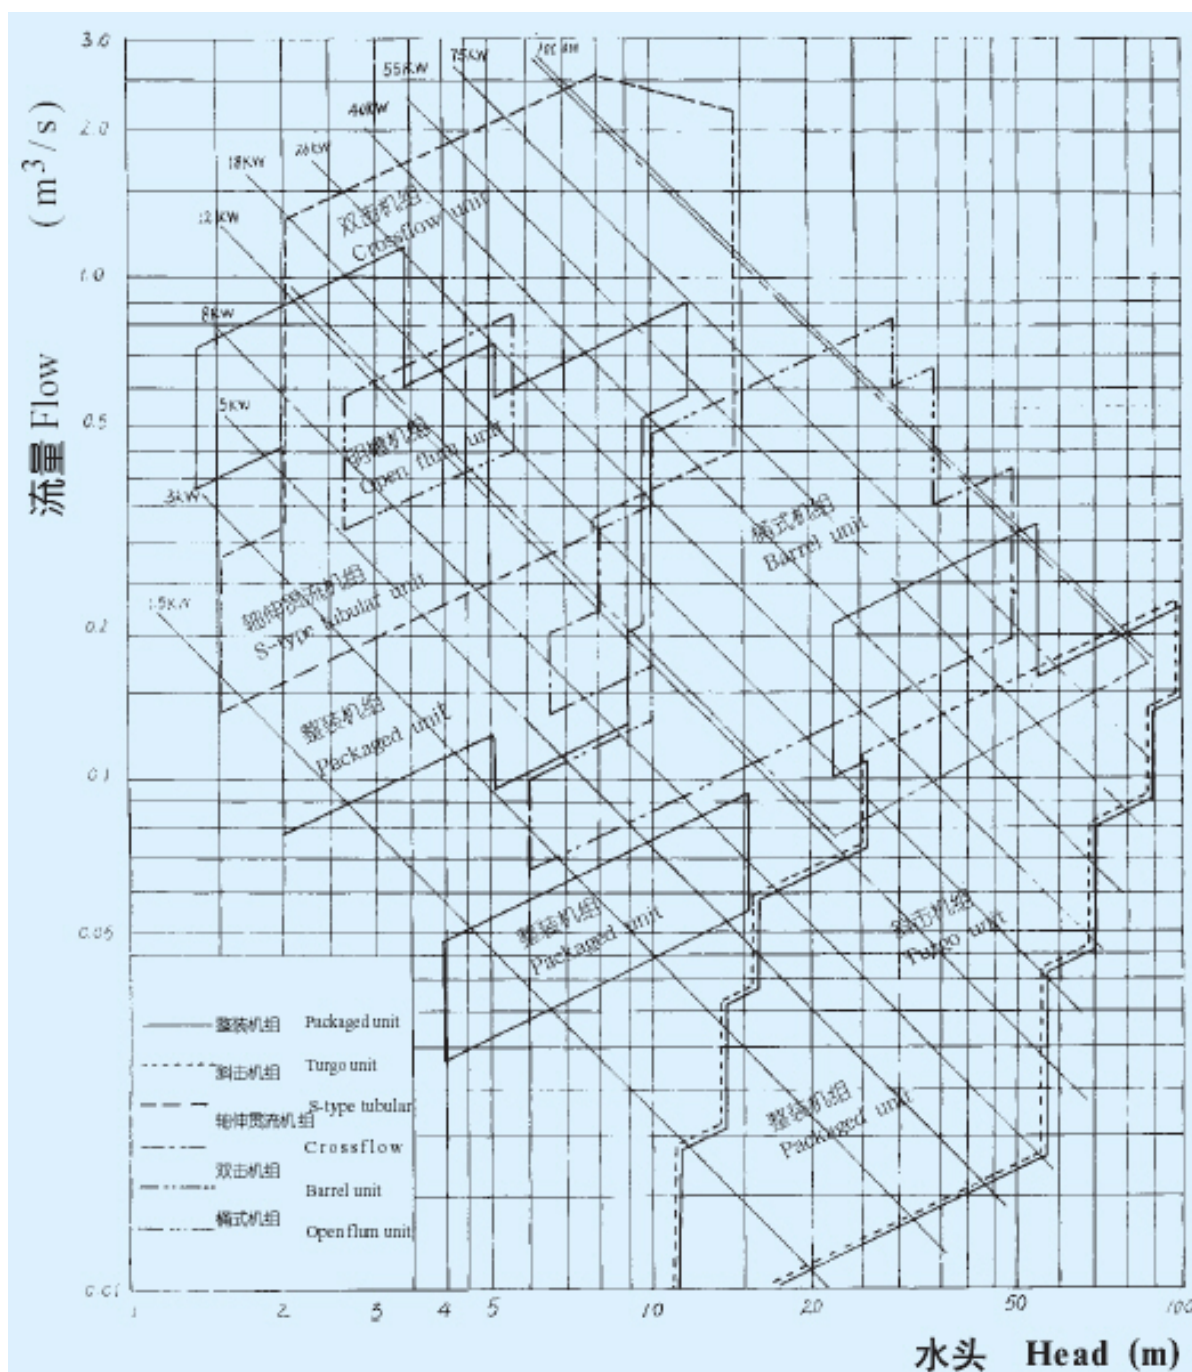 3.0
100KW
75KW
55KW
40KW
2.0
26KW
18KW
12KW
(m³/s)
双击机组
Crossflow unit
1.0
8KW
流量 Flow
0.5
5KW
明槽机组
Open flum unit
3KW
桶式机组
Barrel unit
轴伸贯流机组
S-type tubular unit
0.2
1.5KW
整装机组
Packaged unit
0.1
斜击机组
Turgo unit
整装机组
Packaged unit
0.05
整装机组 Packaged unit
斜击机组 Turgo unit
轴伸贯流机组 S-type tubular
Crossflow
双击机组
Barrel unit
桶式机组
Open flum unit
整装机组
Packaged unit
0.01
1 2 3 4 5 10 20 50 100
水头 Head (m)